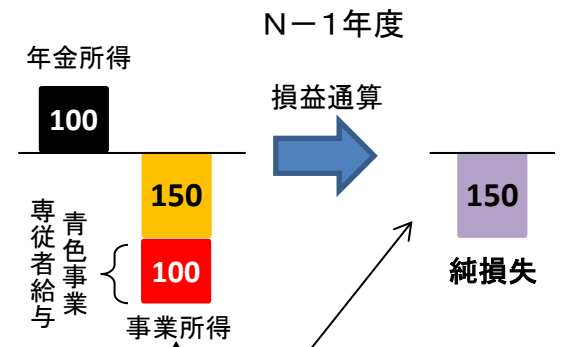 N－1年度
年金所得
100
損益通算
150
青色事業
専従者給与
100
事業所得
150
純損失